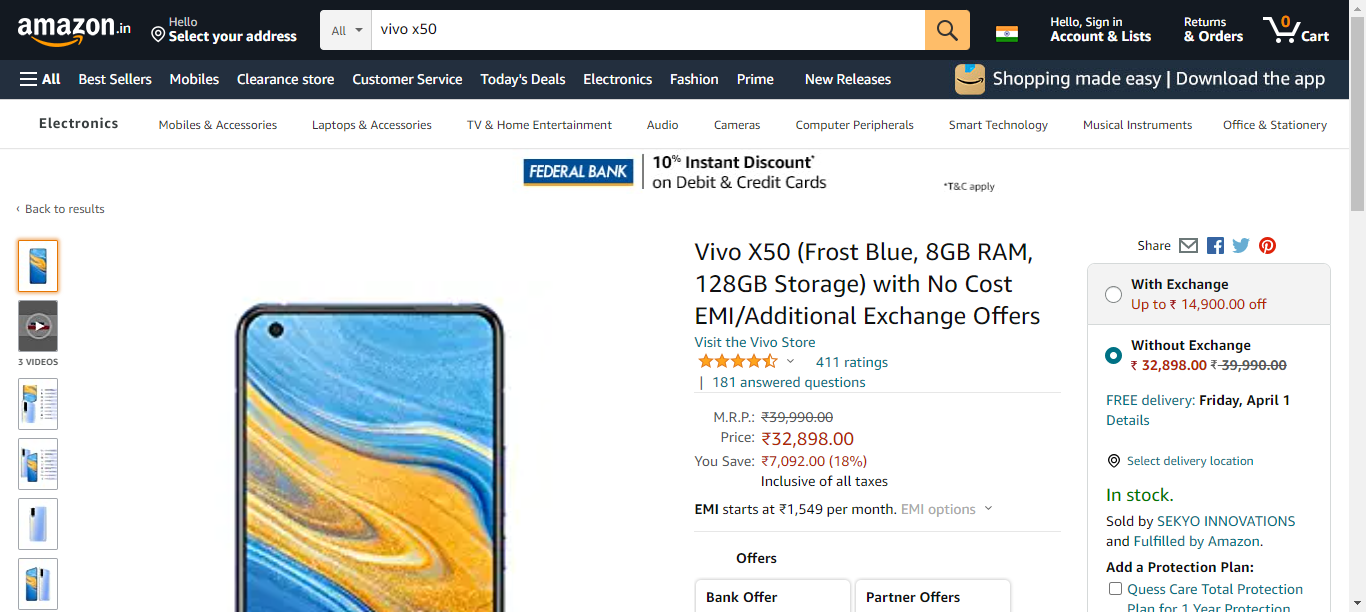 amazon.in
Hello
Select your address
All
vivo x50
Hello, Sign in
Account & Lists
Returns
& Orders
0
Cart
All
Best Sellers
Mobiles
Clearance store
Customer Service
Today's Deals
Electronics
Fashion
Prime
New Releases
Shopping made easy | Download the app
Electronics
Mobiles & Accessories
Laptops & Accessories
TV & Home Entertainment
Audio
Cameras
Computer Peripherals
Smart Technology
Musical Instruments
Office & Stationery
FEDERAL BANK
10% Instant Discount*
on Debit & Credit Cards
*T&C apply
‹ Back to results
3 VIDEOS
Vivo X50 (Frost Blue, 8GB RAM,
128GB Storage) with No Cost
EMI/Additional Exchange Offers
Visit the Vivo Store
411 ratings
| 181 answered questions
M.R.P.: ₹39,990.00
Price: ₹32,898.00
You Save: ₹7,092.00 (18%)
Inclusive of all taxes
EMI starts at ₹1,549 per month. EMI options
Offers
Bank Offer
Partner Offers
Share
With Exchange
Up to ₹ 14,900.00 off
Without Exchange
₹ 32,898.00 ₹ 39,990.00
FREE delivery: Friday, April 1
Details
Select delivery location
In stock.
Sold by SEKYO INNOVATIONS
and Fulfilled by Amazon.
Add a Protection Plan:
Quess Care Total Protection
Plan for 1 Year Protection